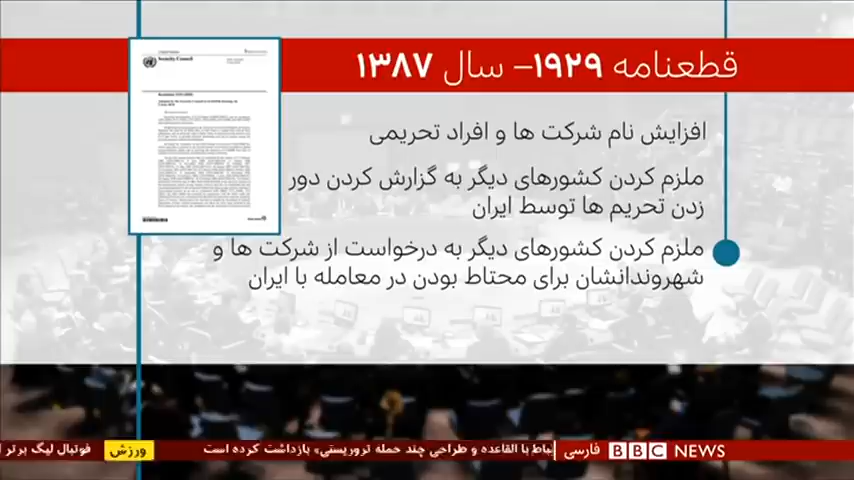 قطعنامه ۱۹۲۹- سال ۱۳۸۷
Security Council
افزایش نام شرکت ها و افراد تحریمی
ملزم کردن کشورهای دیگر به گزارش کردن دور
زدن تحریم ها توسط ایران
ملزم کردن کشورهای دیگر به درخواست از شرکت ها و
شهروندانشان برای محتاط بودن در معامله با ایران
BBC NEWS فارسی
با القاعده و طراحی چند حمله تروریستی» بازداشت کرده است
ورزش
فوتبال لیگ برتر